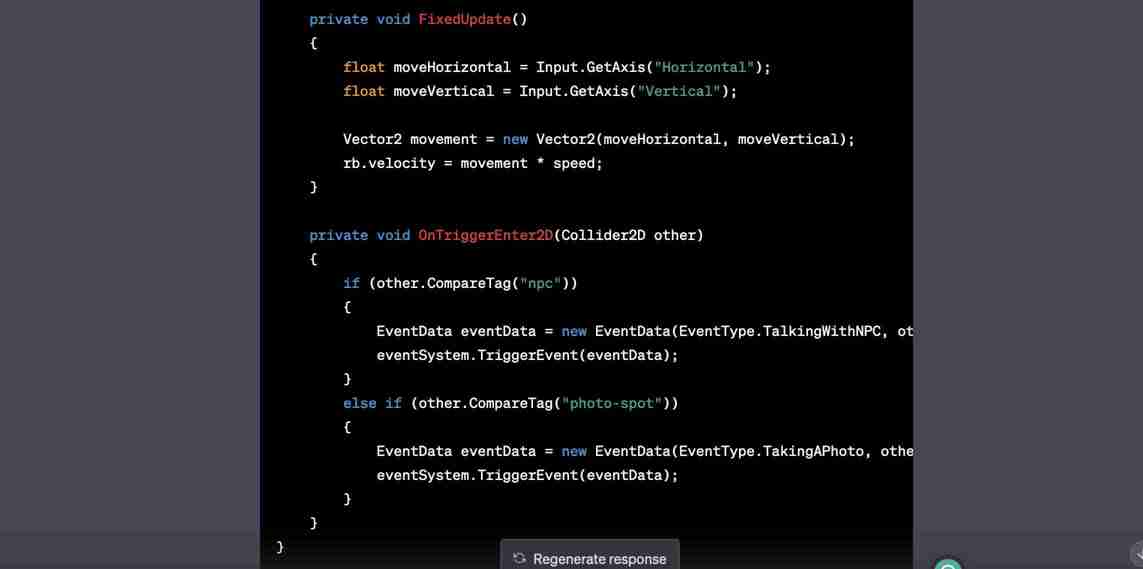 private void FixedUpdate()
{
float moveHorizontal = Input.GetAxis("Horizontal");
float moveVertical = Input.GetAxis("Vertical");
Vector2 movement = new Vector2(moveHorizontal, moveVertical);
rb.velocity = movement * speed;
}
private void OnTriggerEnter2D(Collider2D other)
{
if (other.CompareTag("npc"))
{
EventData eventData = new EventData(EventType.TalkingWithNPC, ot
eventSystem.TriggerEvent(eventData);
}
else if (other.CompareTag("photo-spot"))
{
EventData eventData = new EventData(EventType.TakingAPhoto, othe
eventSystem.TriggerEvent(eventData);
}
}
}
Regenerate response